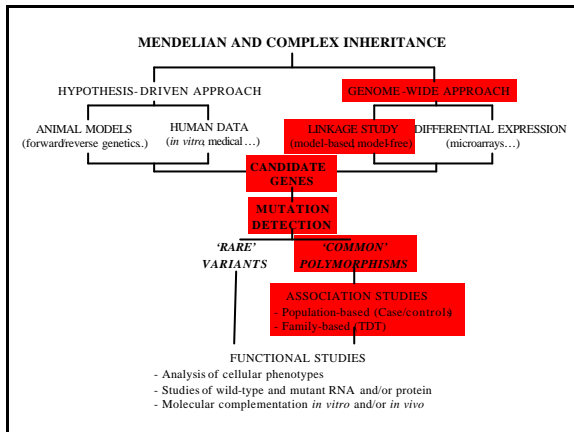 MENDELIAN AND COMPLEX INHERITANCE
HYPOTHESIS-DRIVEN APPROACH
GENOME-WIDE APPROACH
ANIMAL MODELS
(forward/reverse genetics..)
HUMAN DATA
(in vitro, medical…)
LINKAGE STUDY
(model-based, model-free)
DIFFERENTIAL EXPRESSION
(microarrays…)
CANDIDATE
GENES
MUTATION
DETECTION
‘RARE’
VARIANTS
‘COMMON’
POLYMORPHISMS
ASSOCIATION STUDIES
- Population-based (Case/controls)
- Family-based (TDT)
FUNCTIONAL STUDIES
- Analysis of cellular phenotypes
- Studies of wild-type and mutant RNA and/or protein
- Molecular complementation in vitro and/or in vivo